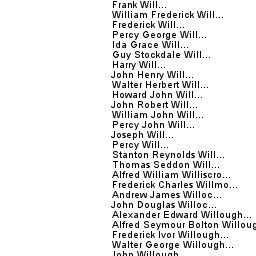 Frank Will...
William Frederick Will...
Frederick Will...
Percy George Will...
Ida Grace Will...
Guy Stockdale Will...
Harry Will...
John Henry Will...
Walter Herbert Will...
Howard John Will...
John Robert Will...
William John Will...
Percy John Will...
Joseph Will...
Percy Will...
Stanton Reynolds Will...
Thomas Seddon Will...
Alfred William Williscro...
Frederick Charles Willmo...
Andrew James Willoc...
John Douglas Willoc...
Alexander Edward Willough...
Alfred Seymour Bolton Willoug
Frederick Ivor Willough...
Walter George Willough...
John Willough